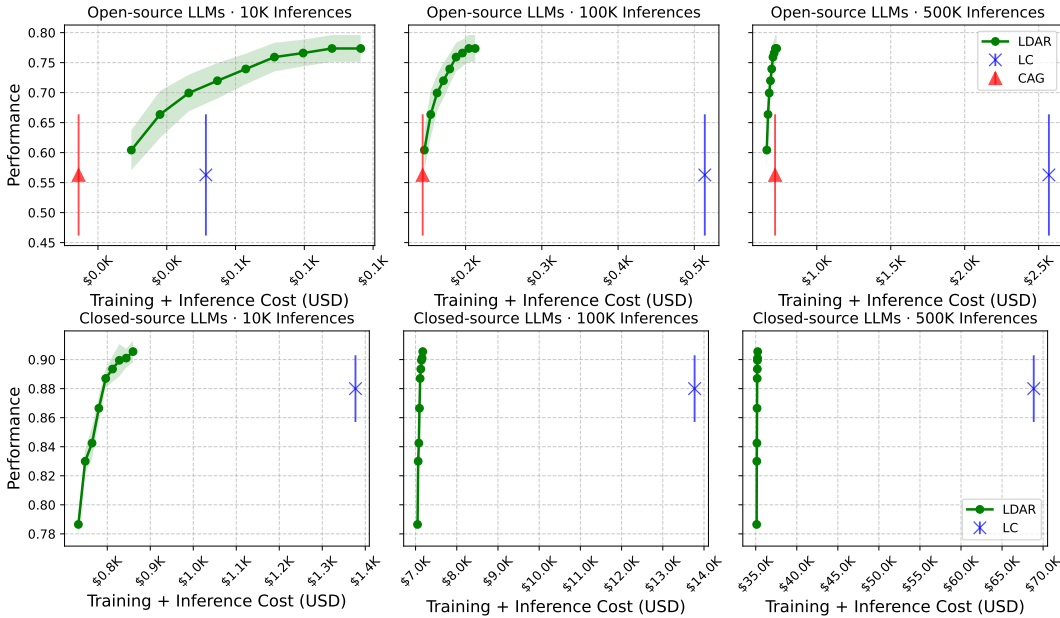 Open-source LLMs · 10K Inferences
Open-source LLMs · 100K Inferences
Open-source LLMs · 500K Inferences
Performance
0.80
0.75
0.70
0.65
0.60
0.55
0.50
0.45
LDAR
LC
CAG
$0.0K
$0.0K
$0.1K
$0.1K
$0.1K
$0.2K
$0.3K
$0.4K
$0.5K
$1.0K
$1.5K
$2.0K
$2.5K
Training + Inference Cost (USD)
Training + Inference Cost (USD)
Training + Inference Cost (USD)
Closed-source LLMs · 10K Inferences
Closed-source LLMs · 100K Inferences
Closed-source LLMs · 500K Inferences
Performance
0.90
0.88
0.86
0.84
0.82
0.80
0.78
LDAR
LC
$0.8K
$0.9K
$1.0K
$1.1K
$1.2K
$1.3K
$1.4K
$7.0K
$8.0K
$9.0K
$10.0K
$11.0K
$12.0K
$13.0K
$14.0K
$35.0K
$40.0K
$45.0K
$50.0K
$55.0K
$60.0K
$65.0K
$70.0K
Training + Inference Cost (USD)
Training + Inference Cost (USD)
Training + Inference Cost (USD)